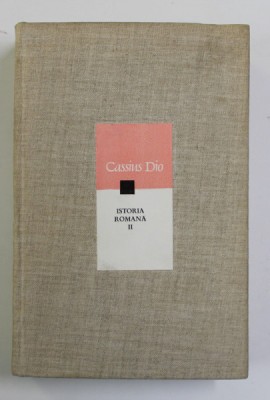 Cassius Dio
ISTORIA
ROMANA
II